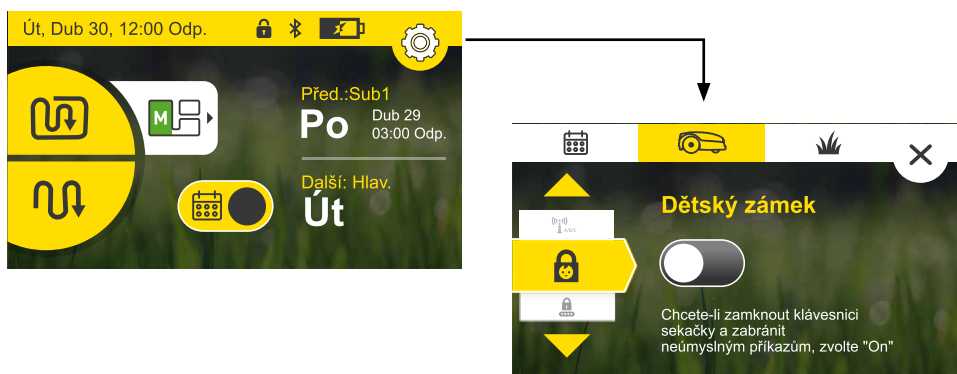 Út, Dub 30, 12:00 Odp.
M
Před.:Sub1
Po
Dub 29
03:00 Odp.
Další: Hlav.
Út
Dětský zámek
Chcete-li zamknout klávesnici
sekačky a zabránit
neúmyslným příkazům, zvolte "On"